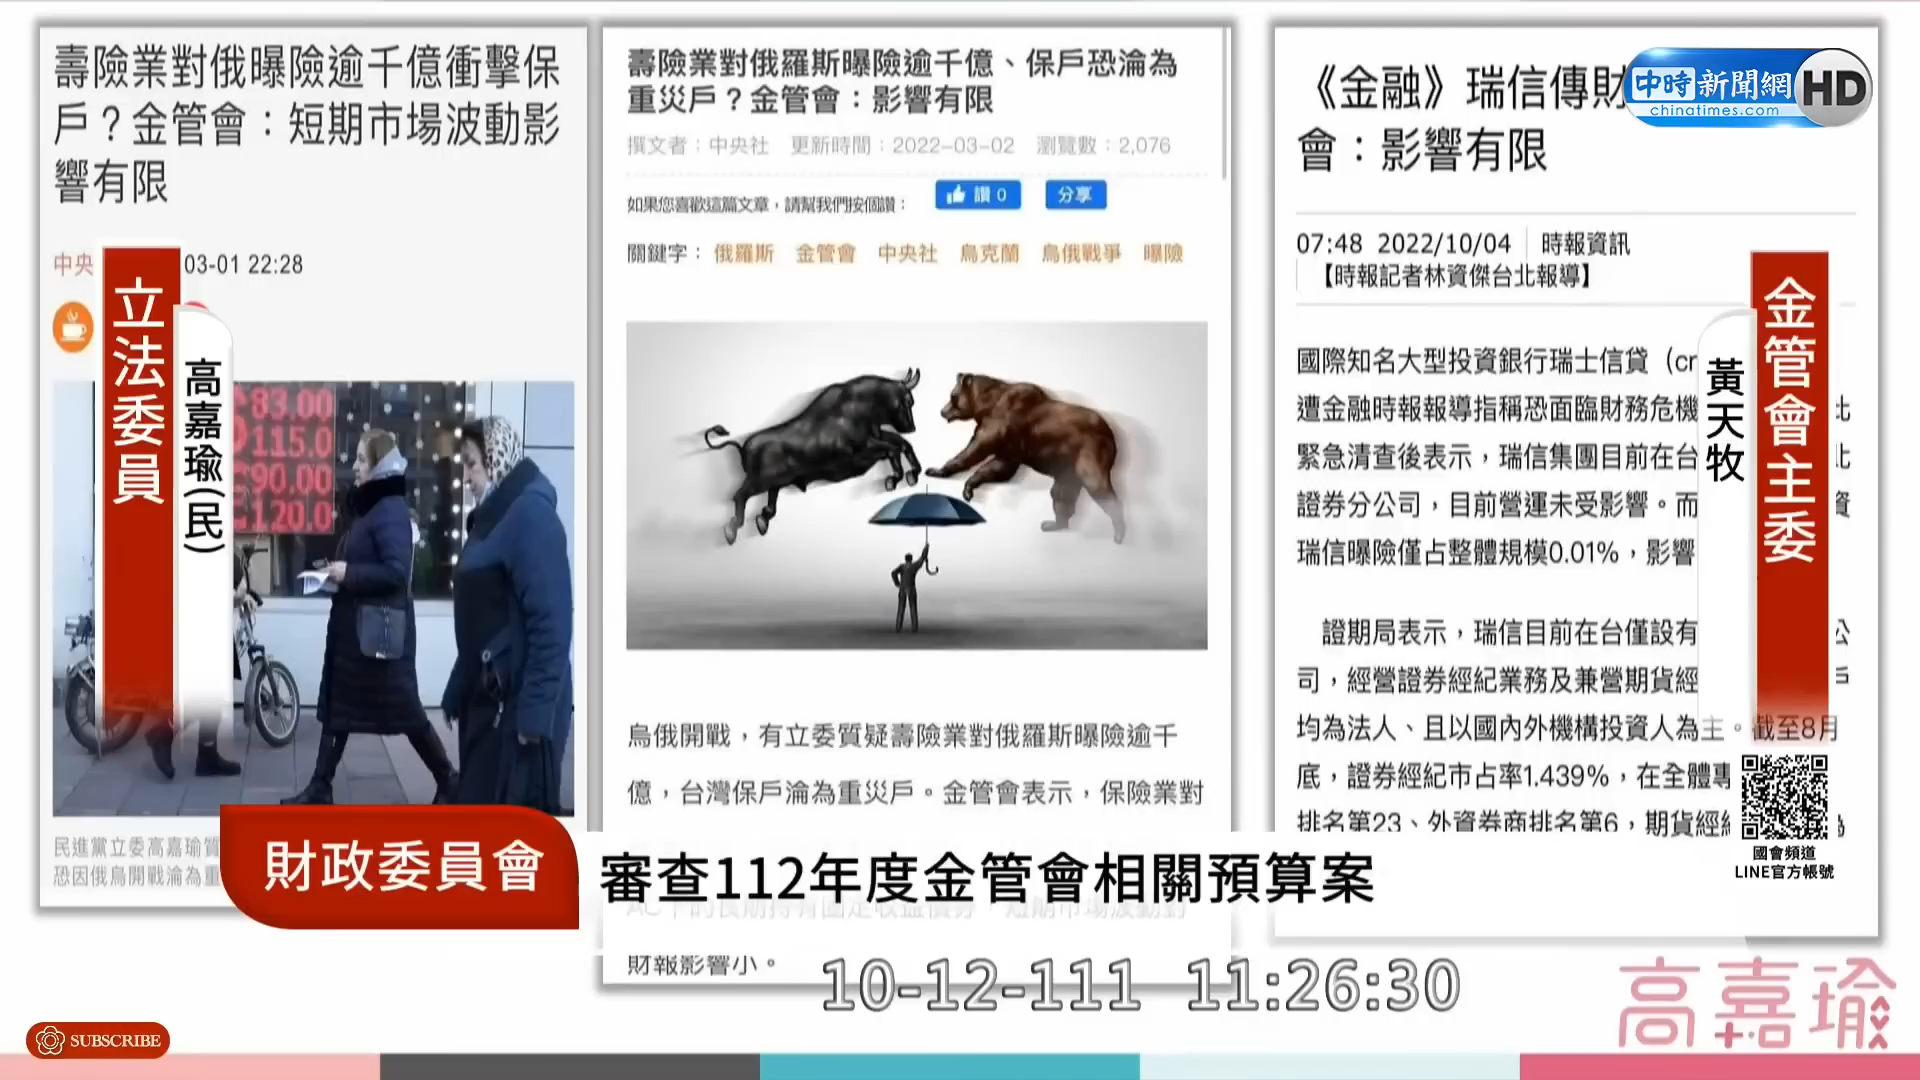 壽險業對俄曝險逾千億衝擊保
戶？金管會：短期市場波動影
響有限
中央
03-01 22:28
立法委員
高嘉瑜(民)
83.00
115.0
90.00
120.0
民進黨立委高嘉瑜質
恐因俄烏開戰淪為重
壽險業對俄羅斯曝險逾千億、保戶恐淪為
重災戶？金管會：影響有限
撰文者：中央社 更新時間：2022-03-02 瀏覽數：2,076
如果您喜歡這篇文章，請幫我們按個讚：
讚 0
分享
關鍵字： 俄羅斯 金管會 中央社 烏克蘭 烏俄戰爭 曝險
烏俄開戰，有立委質疑壽險業對俄羅斯曝險逾千
億，台灣保戶淪為重災戶。金管會表示，保險業對
財報影響小。
《金融》瑞信傳財
會：影響有限
中時新聞網 HD
chinatimes.com
07:48 2022/10/04 時報資訊
【時報記者林資傑台北報導】
國際知名大型投資銀行瑞士信貸（cr
遭金融時報報導指稱恐面臨財務危機
緊急清查後表示，瑞信集團目前在台
證券分公司，目前營運未受影響。而 資
瑞信曝險僅占整體規模0.01%，影響
證期局表示，瑞信目前在台僅設有 公
司，經營證券經紀業務及兼營期貨經 戶
均為法人、且以國內外機構投資人為主。截至8月
底，證券經紀市占率1.439%，在全體專
排名第23、外資券商排名第6，期貨經
金管會主委
黃天牧
國會頻道
LINE官方帳號
財政委員會
審查112年度金管會相關預算案
10-12-111 11:26:30
高嘉瑜
SUBSCRIBE